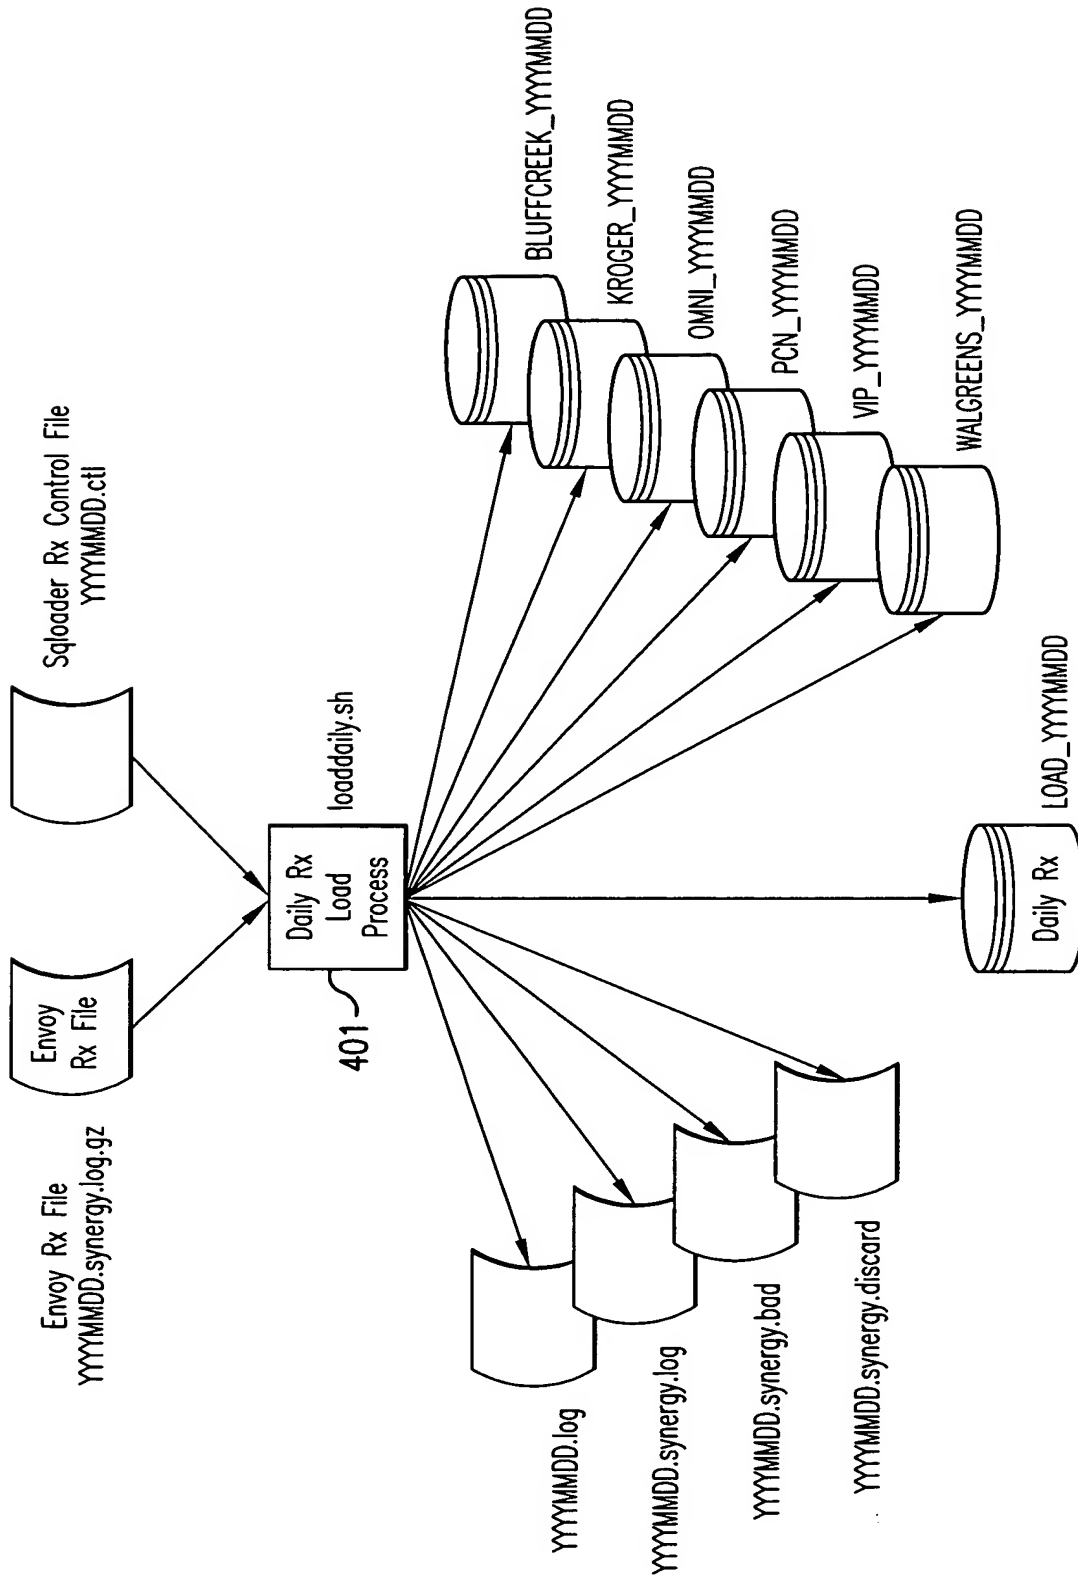 Envoy Rx File
YYYYMMDD.synergy.log.gz
Envoy
Rx File
Sqloader Rx Control File
YYYYMMDD.ctl
Daily Rx
Load
Process
loaddaily.sh
401
YYYYMMDD.log
YYYYMMDD.synergy.log
YYYYMMDD.synergy.bad
YYYYMMDD.synergy.discard
Daily Rx
LOAD_YYYYMMDD
BLUFFCREEK_YYYYMMDD
KROGER_YYYYMMDD
OMNI_YYYYMMDD
PCN_YYYYMMDD
VIP_YYYYMMDD
WALGREENS_YYYYMMDD